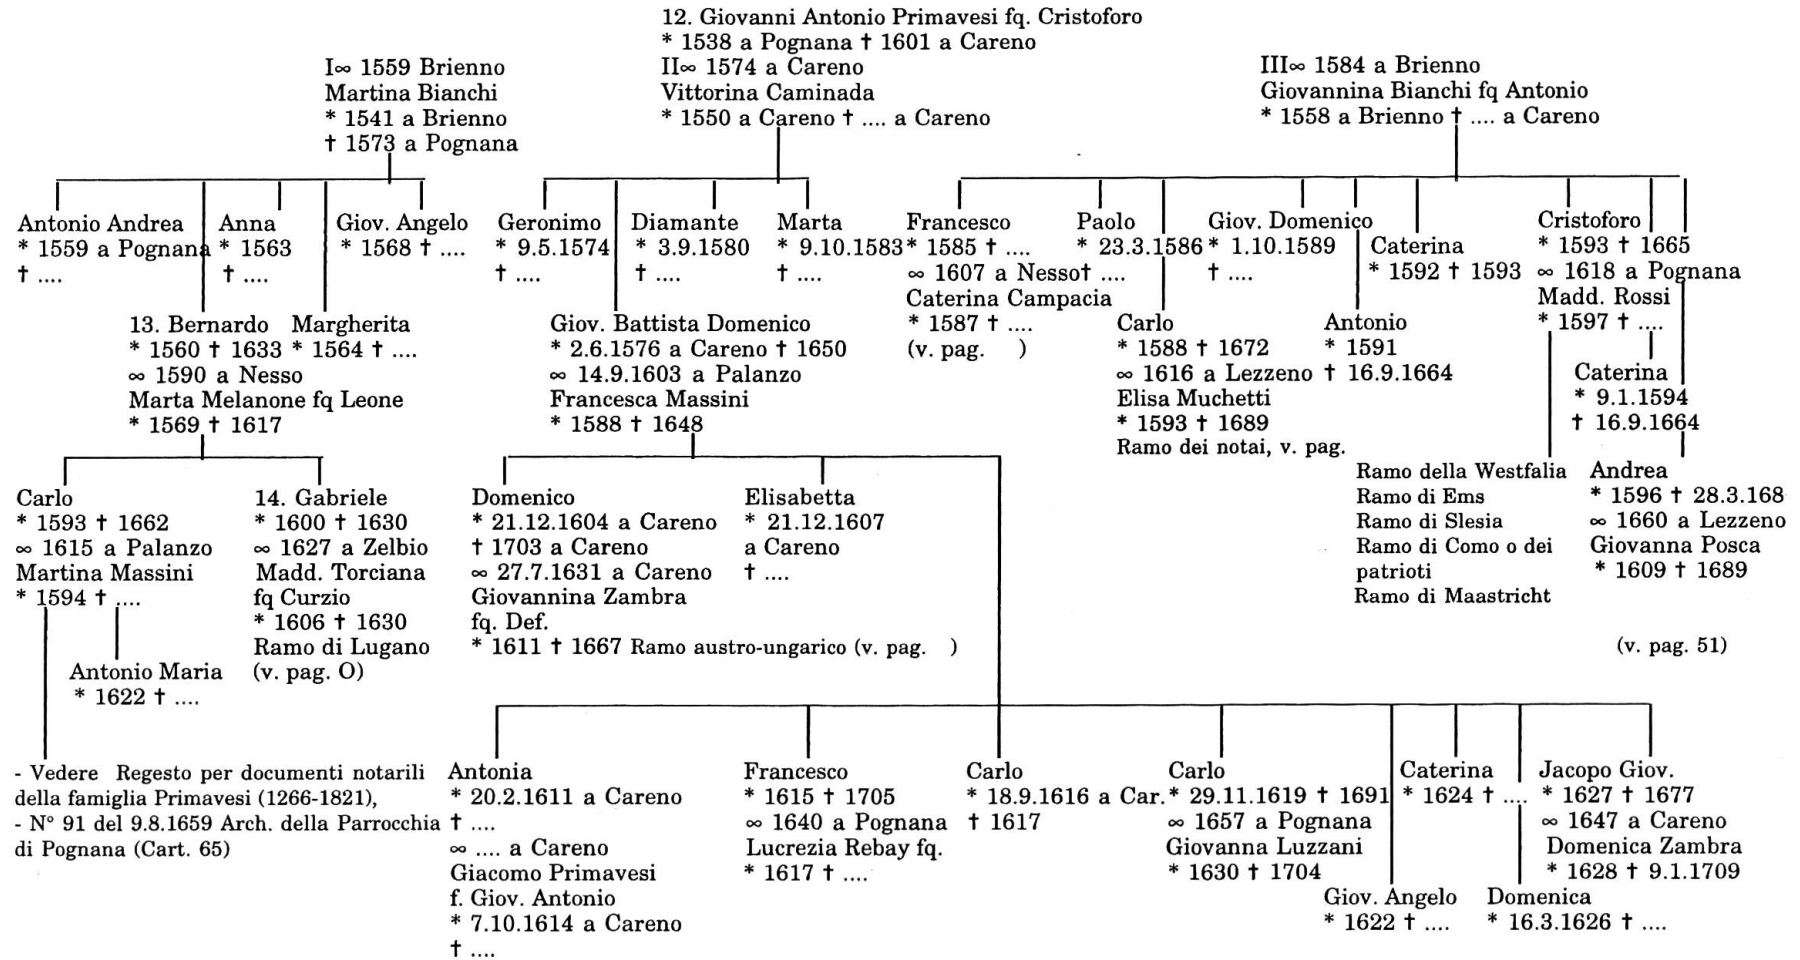 12. Giovanni Antonio Primavesi fq. Cristoforo
* 1538 a Pognana † 1601 a Careno
I∞ 1559 Brienno
Martina Bianchi
* 1541 a Brienno
† 1573 a Pognana
II∞ 1574 a Careno
Vittorina Caminada
* 1550 a Careno † .... a Careno
III∞ 1584 a Brienno
Giovannina Bianchi fq Antonio
* 1558 a Brienno † .... a Careno
Antonio Andrea
* 1559 a Pognana
† ....
Anna
* 1563
† ....
Giov. Angelo
* 1568 † ....
Geronimo
* 9.5.1574
† ....
Diamante
* 3.9.1580
† ....
Marta
* 9.10.1583
† ....
Francesco
* 1585 † ....
∞ 1607 a Nesso
Caterina Campacia
* 1587 † ....
(v. pag. )
Paolo
* 23.3.1586
† ....
Giov. Domenico
* 1.10.1589
† ....
Caterina
* 1592 † 1593
Cristoforo
* 1593 † 1665
∞ 1618 a Pognana
Madd. Rossi
* 1597 † ....
13. Bernardo
* 1560 † 1633
∞ 1590 a Nesso
Marta Melanone fq Leone
* 1569 † 1617
Margherita
* 1564 † ....
Giov. Battista Domenico
* 2.6.1576 a Careno † 1650
∞ 14.9.1603 a Palanzo
Francesca Massini
* 1588 † 1648
Carlo
* 1588 † 1672
∞ 1616 a Lezzeno
Elisa Muchetti
* 1593 † 1689
Ramo dei notai, v. pag.
Antonio
* 1591
† 16.9.1664
Caterina
* 9.1.1594
† 16.9.1664
Carlo
* 1593 † 1662
∞ 1615 a Palanzo
Martina Massini
* 1594 † ....
14. Gabriele
* 1600 † 1630
∞ 1627 a Zelbio
Madd. Torciana
fq Curzio
* 1606 † 1630
Ramo di Lugano
(v. pag. O)
Domenico
* 21.12.1604 a Careno
† 1703 a Careno
∞ 27.7.1631 a Careno
Giovannina Zambra
fq. Def.
* 1611 † 1667 Ramo austro-ungarico (v. pag. )
Elisabetta
* 21.12.1607
a Careno
† ....
Ramo della Westfalia
Ramo di Ems
Ramo di Slesia
Ramo di Como o dei
patrioti
Ramo di Maastricht
Andrea
* 1596 † 28.3.168
∞ 1660 a Lezzeno
Giovanna Posca
* 1609 † 1689
(v. pag. 51)
Antonio Maria
* 1622 † ....
- Vedere Regesto per documenti notarili
della famiglia Primavesi (1266-1821),
- N° 91 del 9.8.1659 Arch. della Parrocchia
di Pognana (Cart. 65)
Antonia
* 20.2.1611 a Careno
† ....
∞ .... a Careno
Giacomo Primavesi
f. Giov. Antonio
* 7.10.1614 a Careno
† ....
Francesco
* 1615 † 1705
∞ 1640 a Pognana
Lucrezia Rebay fq.
* 1617 † ....
Carlo
* 18.9.1616 a Car.
† 1617
Carlo
* 29.11.1619 † 1691
∞ 1657 a Pognana
Giovanna Luzzani
* 1630 † 1704
Giov. Angelo
* 1622 † ....
Caterina
* 1624 † ....
Domenica
* 16.3.1626 † ....
Jacopo Giov.
* 1627 † 1677
∞ 1647 a Careno
Domenica Zambra
* 1628 † 9.1.1709